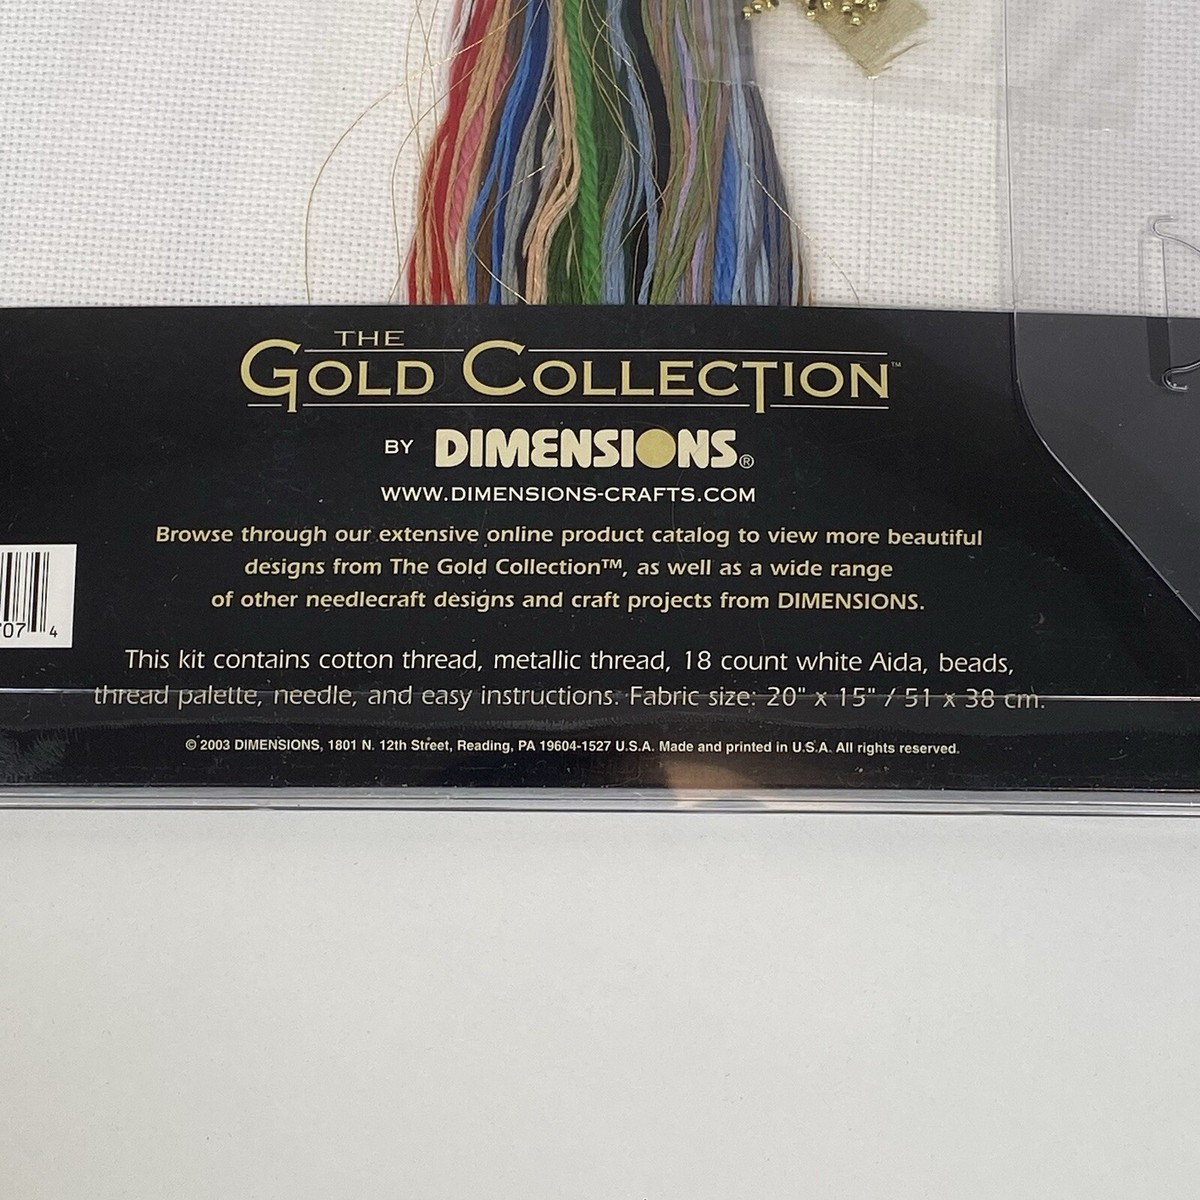 THE
GOLD COLLECTION™
BY DIMENSIONS®
WWW.DIMENSIONS-CRAFTS.COM
Browse through our extensive online product catalog to view more beautiful
designs from The Gold Collection™, as well as a wide range
of other needlecraft designs and craft projects from DIMENSIONS.
07 4
This kit contains cotton thread, metallic thread, 18 count white Aida, beads,
thread palette, needle, and easy instructions. Fabric size: 20" x 15" / 51 x 38 cm.
© 2003 DIMENSIONS, 1801 N. 12th Street, Reading, PA 19604-1527 U.S.A. Made and printed in U.S.A. All rights reserved.